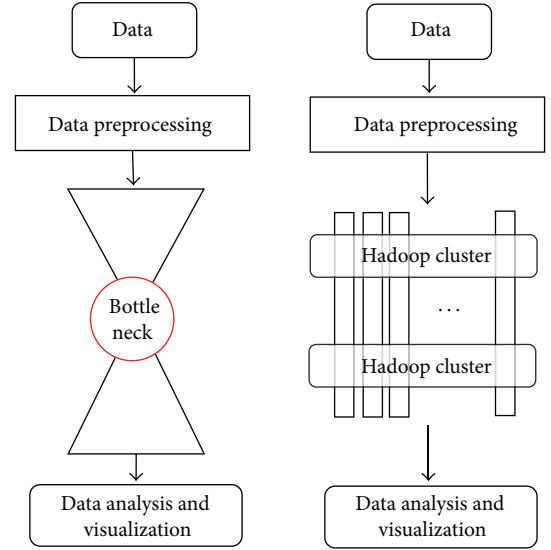 Data
Data preprocessing
Bottle
neck
Data analysis and
visualization
Data
Data preprocessing
Hadoop cluster
...
Hadoop cluster
Data analysis and
visualization